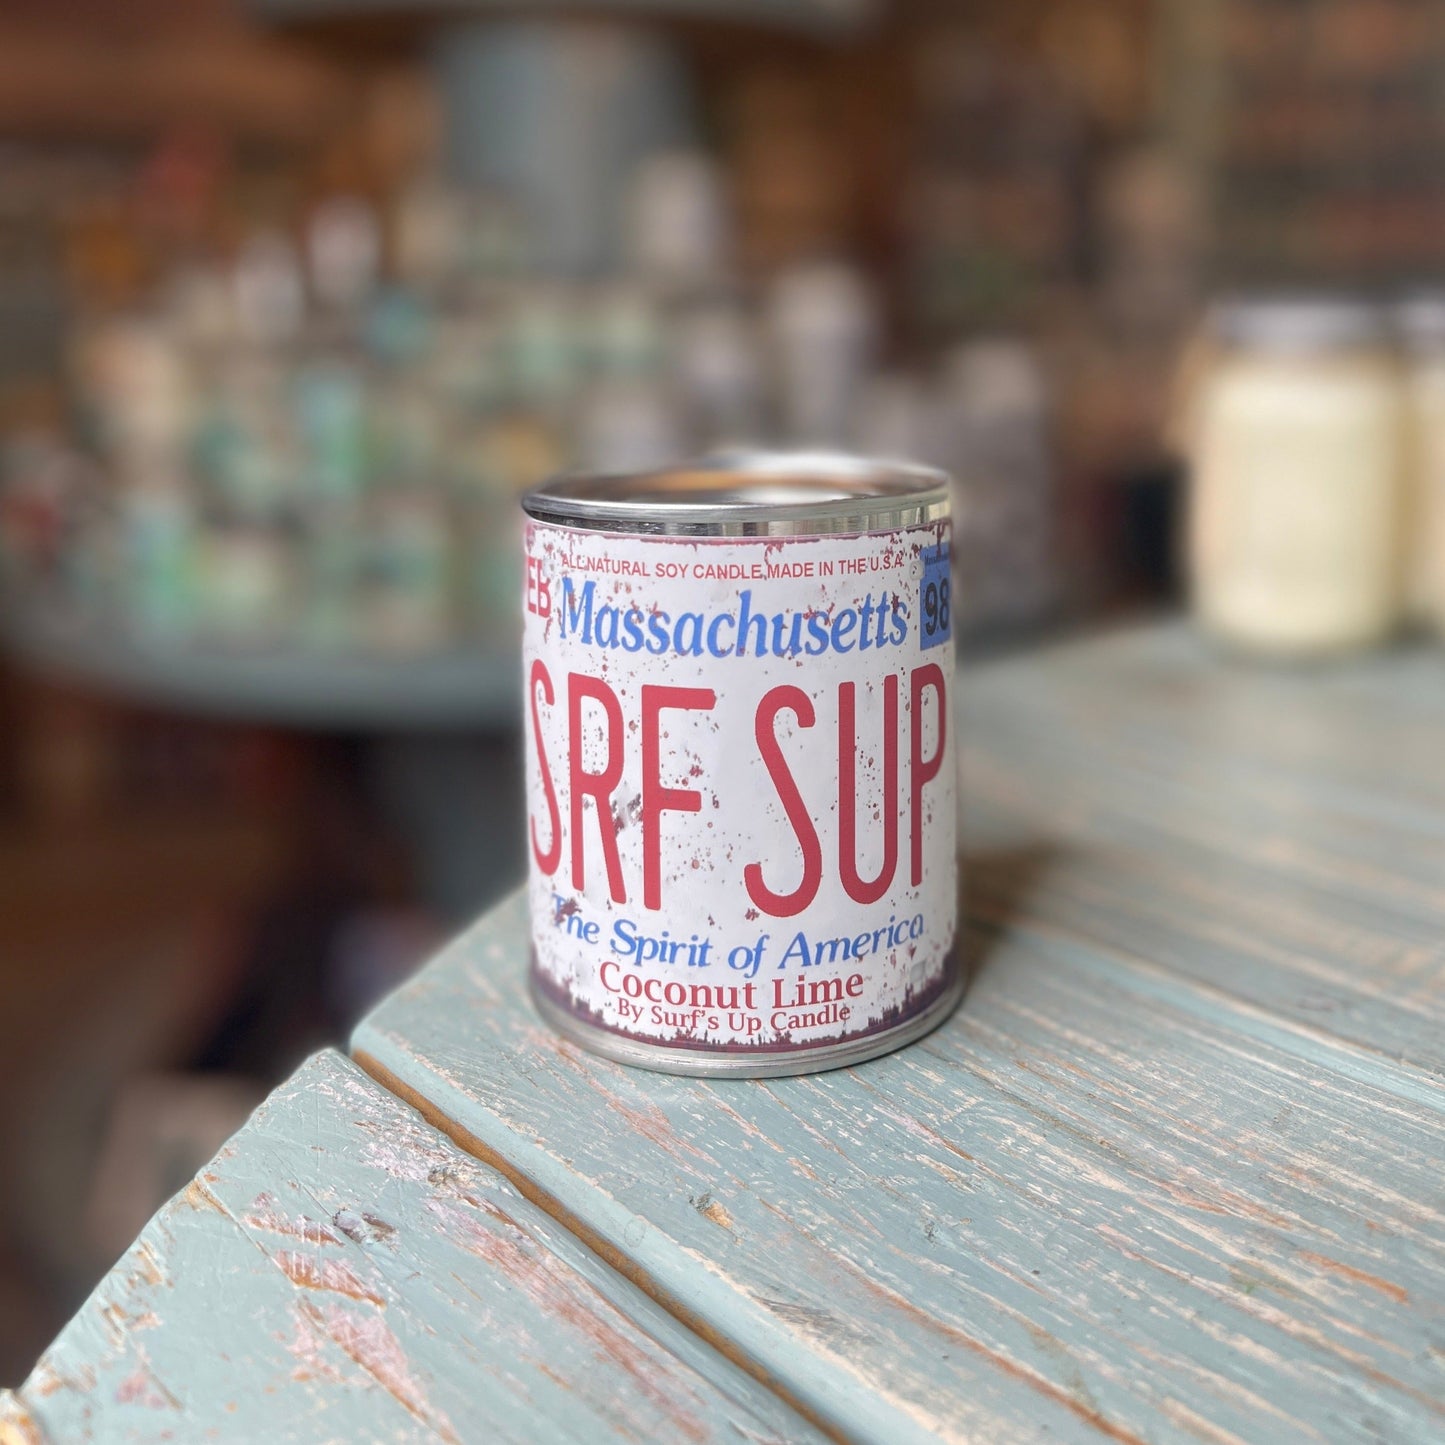 ALL NATURAL SOY CANDLE, MADE IN THE U.S.A
EB
Massachusetts
98
SRF SUP
The Spirit of America
Coconut Lime
By Surf's Up Candle